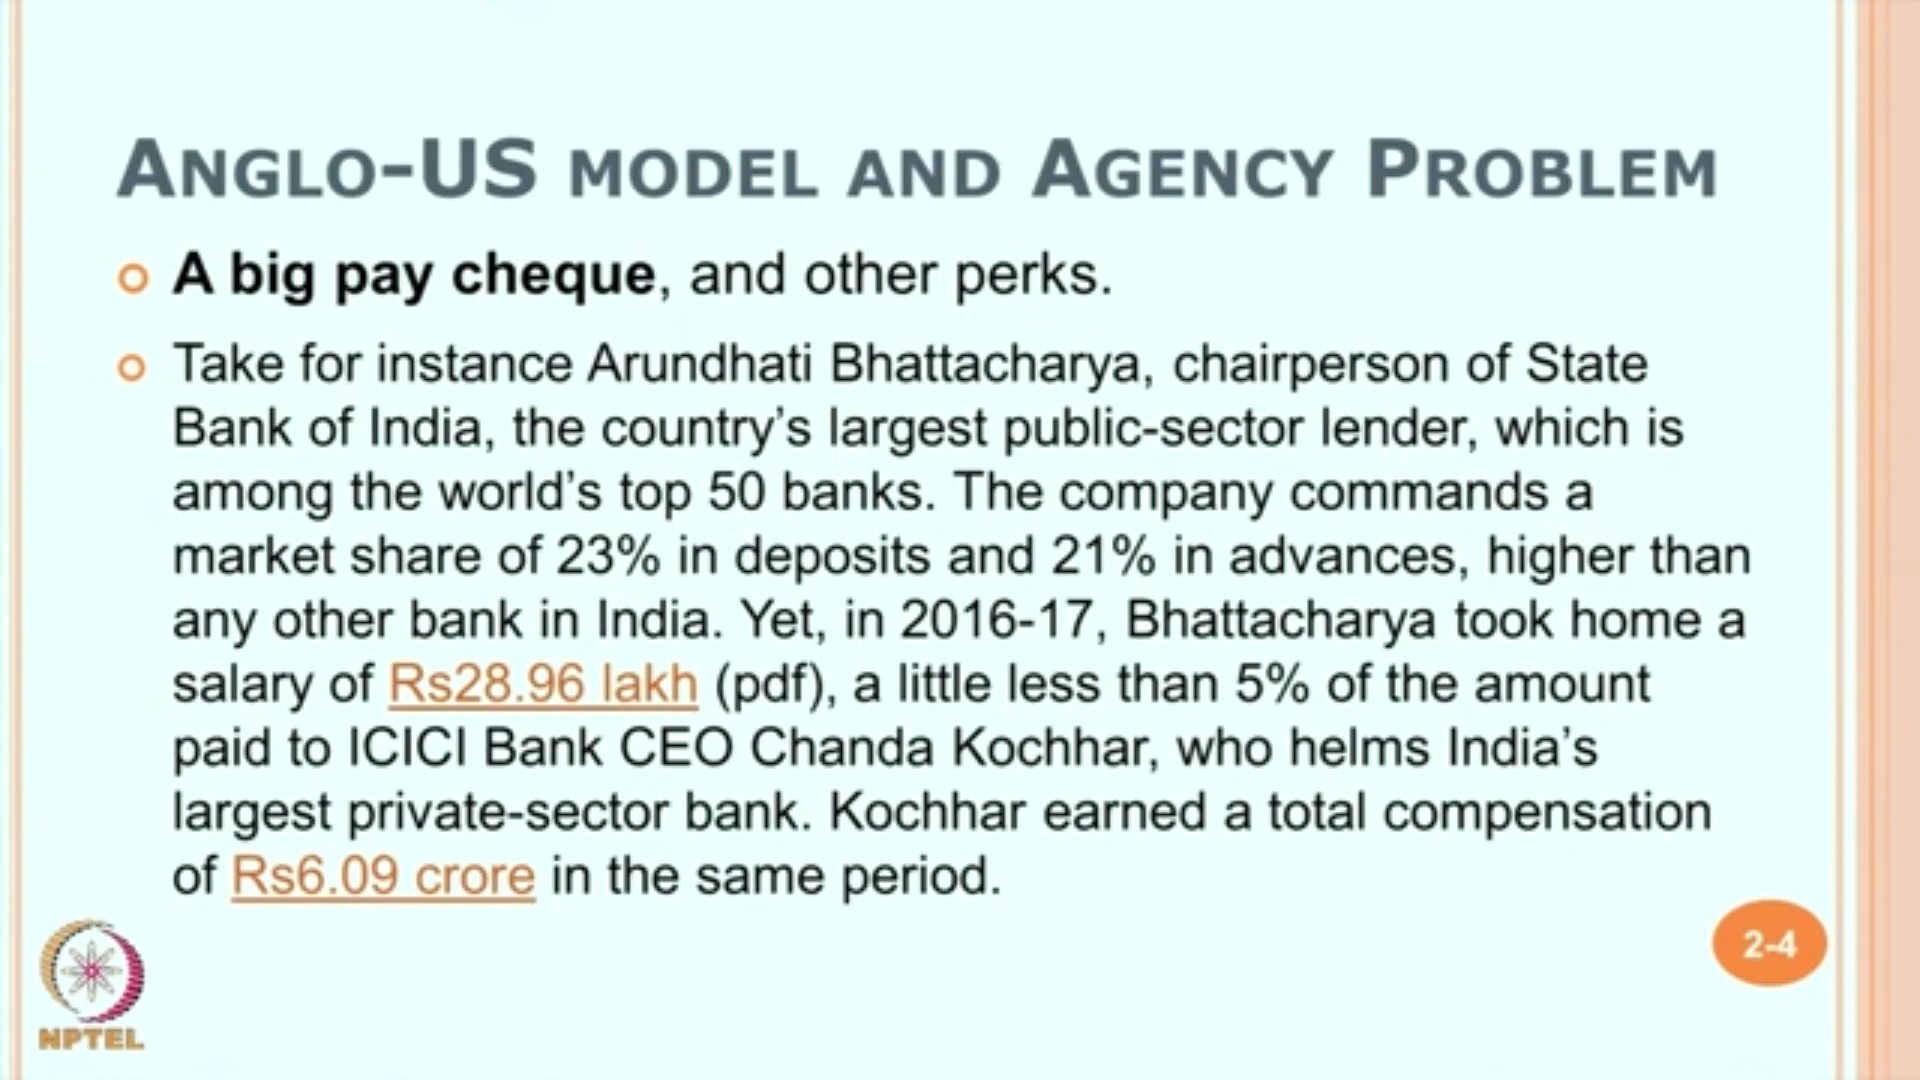 ANGLO-US MODEL AND AGENCY PROBLEM
A big pay cheque, and other perks.
Take for instance Arundhati Bhattacharya, chairperson of State
Bank of India, the country's largest public-sector lender, which is
among the world's top 50 banks. The company commands a
market share of 23% in deposits and 21% in advances, higher than
any other bank in India. Yet, in 2016-17, Bhattacharya took home a
salary of Rs28.96 lakh (pdf), a little less than 5% of the amount
paid to ICICI Bank CEO Chanda Kochhar, who helms India's
largest private-sector bank. Kochhar earned a total compensation
of Rs6.09 crore in the same period.
2-4
NPTEL